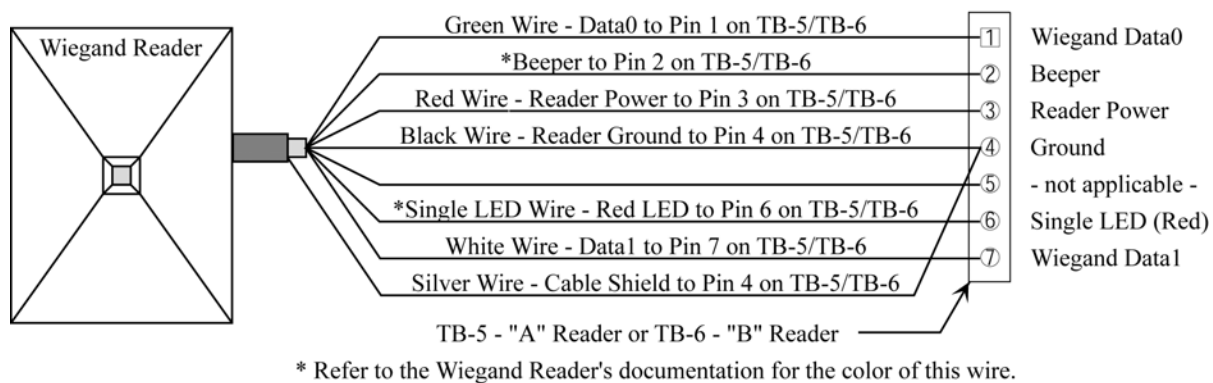 Wiegand Reader
Green Wire - Data0 to Pin 1 on TB-5/TB-6
*Beeper to Pin 2 on TB-5/TB-6
Red Wire - Reader Power to Pin 3 on TB-5/TB-6
Black Wire - Reader Ground to Pin 4 on TB-5/TB-6
*Single LED Wire - Red LED to Pin 6 on TB-5/TB-6
White Wire - Data1 to Pin 7 on TB-5/TB-6
Silver Wire - Cable Shield to Pin 4 on TB-5/TB-6
1 Wiegand Data0
2 Beeper
3 Reader Power
4 Ground
5 - not applicable -
6 Single LED (Red)
7 Wiegand Data1
TB-5 - "A" Reader or TB-6 - "B" Reader
* Refer to the Wiegand Reader's documentation for the color of this wire.